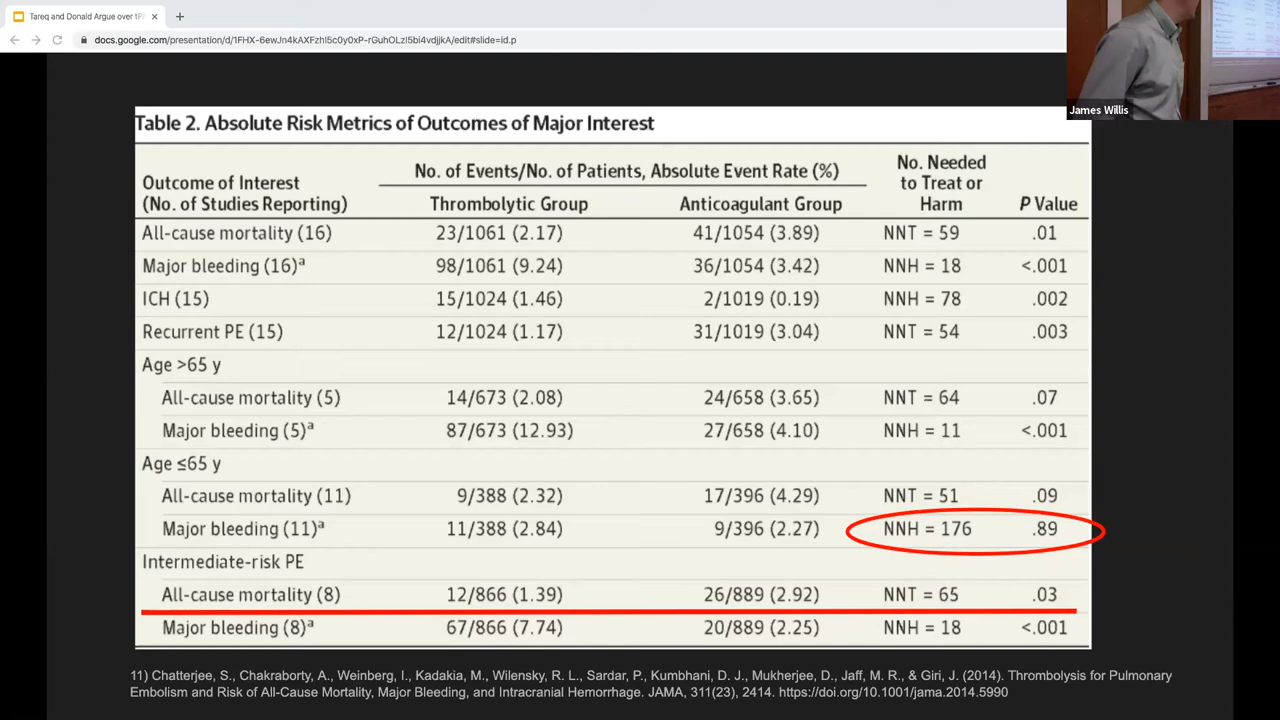 Tareq and Donald Argue over tPA
docs.google.com/presentation/d/1FHX-6ewJn4kAXFzhI5c0y0xP-rGuhOLzI5bi4vdjjkA/edit#slide=id.p
James Willis
Table 2. Absolute Risk Metrics of Outcomes of Major Interest
Outcome of Interest (No. of Studies Reporting) No. of Events/No. of Patients, Absolute Event Rate (%) No. Needed to Treat or Harm P Value
Thrombolytic Group Anticoagulant Group
All-cause mortality (16) 23/1061 (2.17) 41/1054 (3.89) NNT = 59 .01
Major bleeding (16)ᵃ 98/1061 (9.24) 36/1054 (3.42) NNH = 18 <.001
ICH (15) 15/1024 (1.46) 2/1019 (0.19) NNH = 78 .002
Recurrent PE (15) 12/1024 (1.17) 31/1019 (3.04) NNT = 54 .003
Age >65 y
All-cause mortality (5) 14/673 (2.08) 24/658 (3.65) NNT = 64 .07
Major bleeding (5)ᵃ 87/673 (12.93) 27/658 (4.10) NNH = 11 <.001
Age ≤65 y
All-cause mortality (11) 9/388 (2.32) 17/396 (4.29) NNT = 51 .09
Major bleeding (11)ᵃ 11/388 (2.84) 9/396 (2.27) NNH = 176 .89
Intermediate-risk PE
All-cause mortality (8) 12/866 (1.39) 26/889 (2.92) NNT = 65 .03
Major bleeding (8)ᵃ 67/866 (7.74) 20/889 (2.25) NNH = 18 <.001
11) Chatterjee, S., Chakraborty, A., Weinberg, I., Kadakia, M., Wilensky, R. L., Sardar, P., Kumbhani, D. J., Mukherjee, D., Jaff, M. R., & Giri, J. (2014). Thrombolysis for Pulmonary
Embolism and Risk of All-Cause Mortality, Major Bleeding, and Intracranial Hemorrhage. JAMA, 311(23), 2414. https://doi.org/10.1001/jama.2014.5990